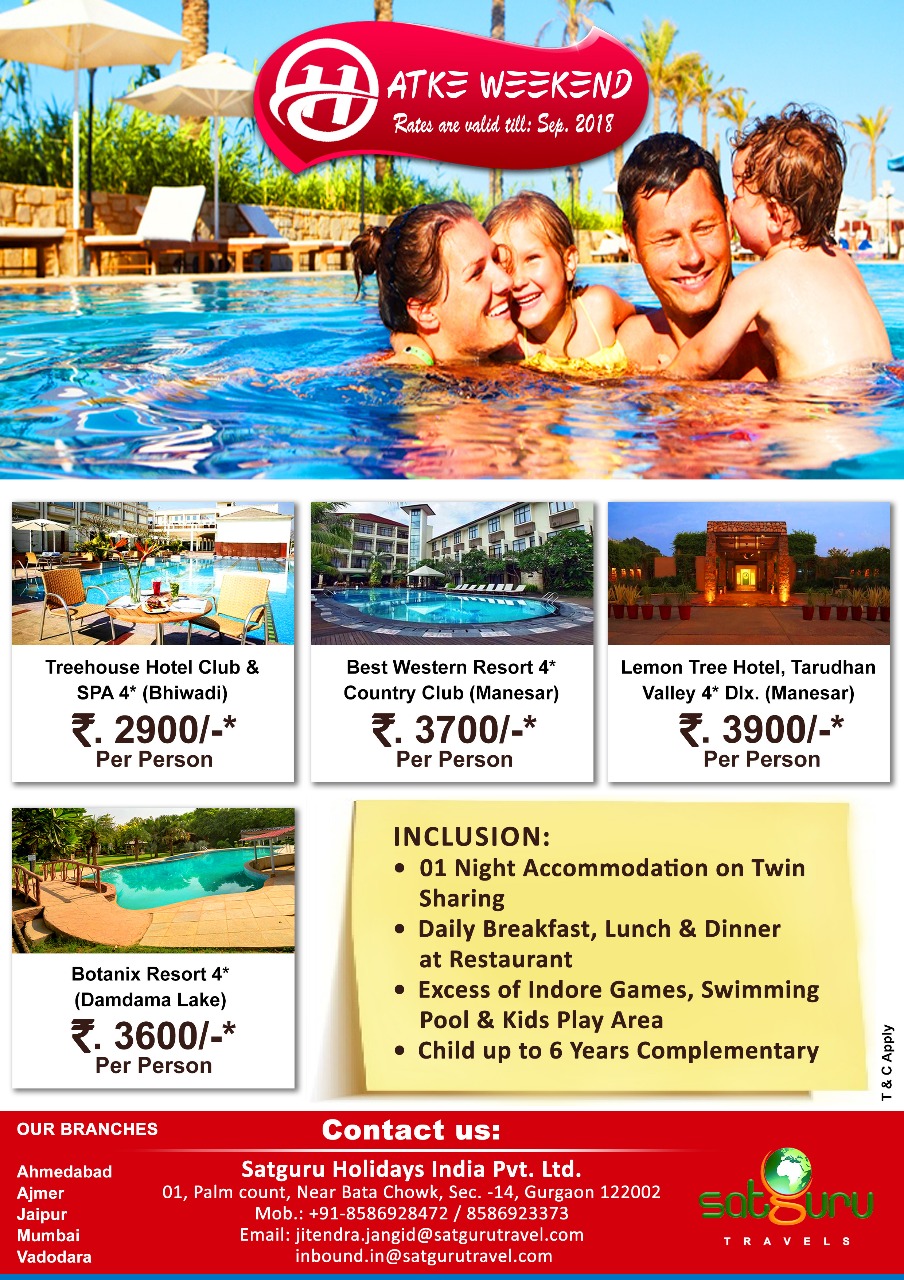 HATKE WEEKEND
Rates are valid till: Sep. 2018
Treehouse Hotel Club &
SPA 4* (Bhiwadi)
₹. 2900/-*
Per Person
Best Western Resort 4*
Country Club (Manesar)
₹. 3700/-*
Per Person
Lemon Tree Hotel, Tarudhan
Valley 4* Dlx. (Manesar)
₹. 3900/-*
Per Person
Botanix Resort 4*
(Damdama Lake)
₹. 3600/-*
Per Person
INCLUSION:
• 01 Night Accommodation on Twin
Sharing
• Daily Breakfast, Lunch & Dinner
at Restaurant
• Excess of Indore Games, Swimming
Pool & Kids Play Area
• Child up to 6 Years Complementary
T & C Apply
OUR BRANCHES
Ahmedabad
Ajmer
Jaipur
Mumbai
Vadodara
Contact us:
Satguru Holidays India Pvt. Ltd.
01, Palm count, Near Bata Chowk, Sec. -14, Gurgaon 122002
Mob.: +91-8586928472 / 8586923373
Email: jitendra.jangid@satgurutravel.com
inbound.in@satgurutravel.com
satguru
TRAVELS